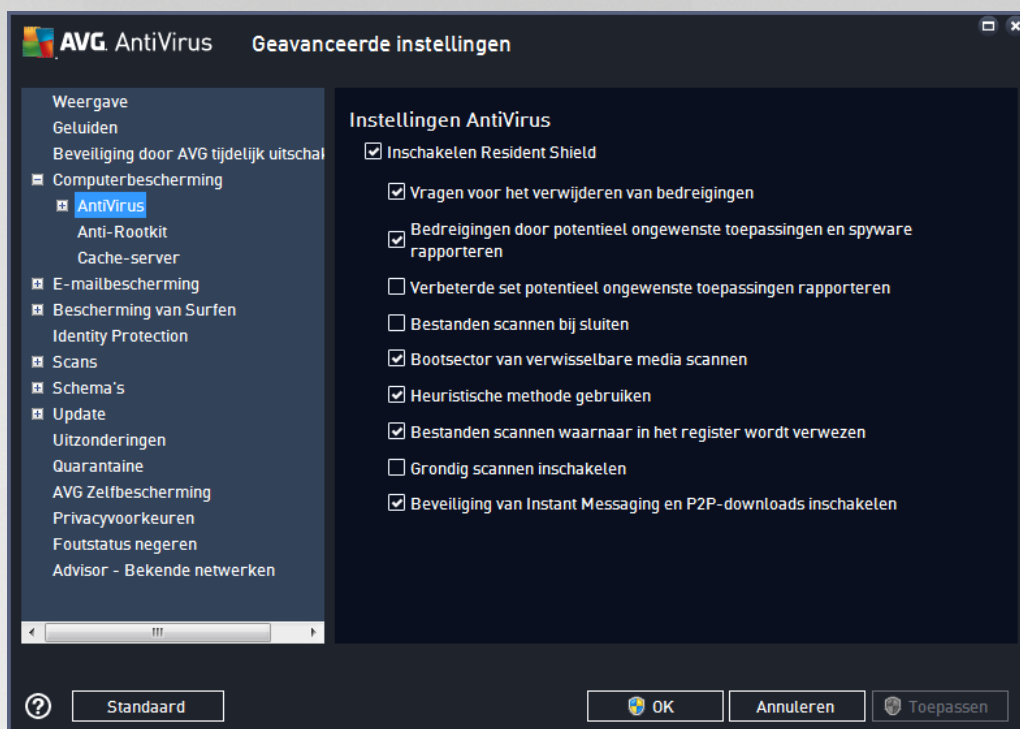 AVG. AntiVirus Geavanceerde instellingen
Weergave
Geluiden
Beveiliging door AVG tijdelijk uitschak
Computerbescherming
AntiVirus
Anti-Rootkit
Cache-server
E-mailbescherming
Bescherming van Surfen
Identity Protection
Scans
Schema's
Update
Uitzonderingen
Quarantaine
AVG Zelfbescherming
Privacyvoorkeuren
Foutstatus negeren
Advisor - Bekende netwerken
Instellingen AntiVirus
Inschakelen Resident Shield
Vragen voor het verwijderen van bedreigingen
Bedreigingen door potentieel ongewenste toepassingen en spyware
rapporteren
Verbeterde set potentieel ongewenste toepassingen rapporteren
Bestanden scannen bij sluiten
Bootsector van verwisselbare media scannen
Heuristische methode gebruiken
Bestanden scannen waarnaar in het register wordt verwezen
Grondig scannen inschakelen
Beveiliging van Instant Messaging en P2P-downloads inschakelen
Standaard
OK
Annuleren
Toepassen